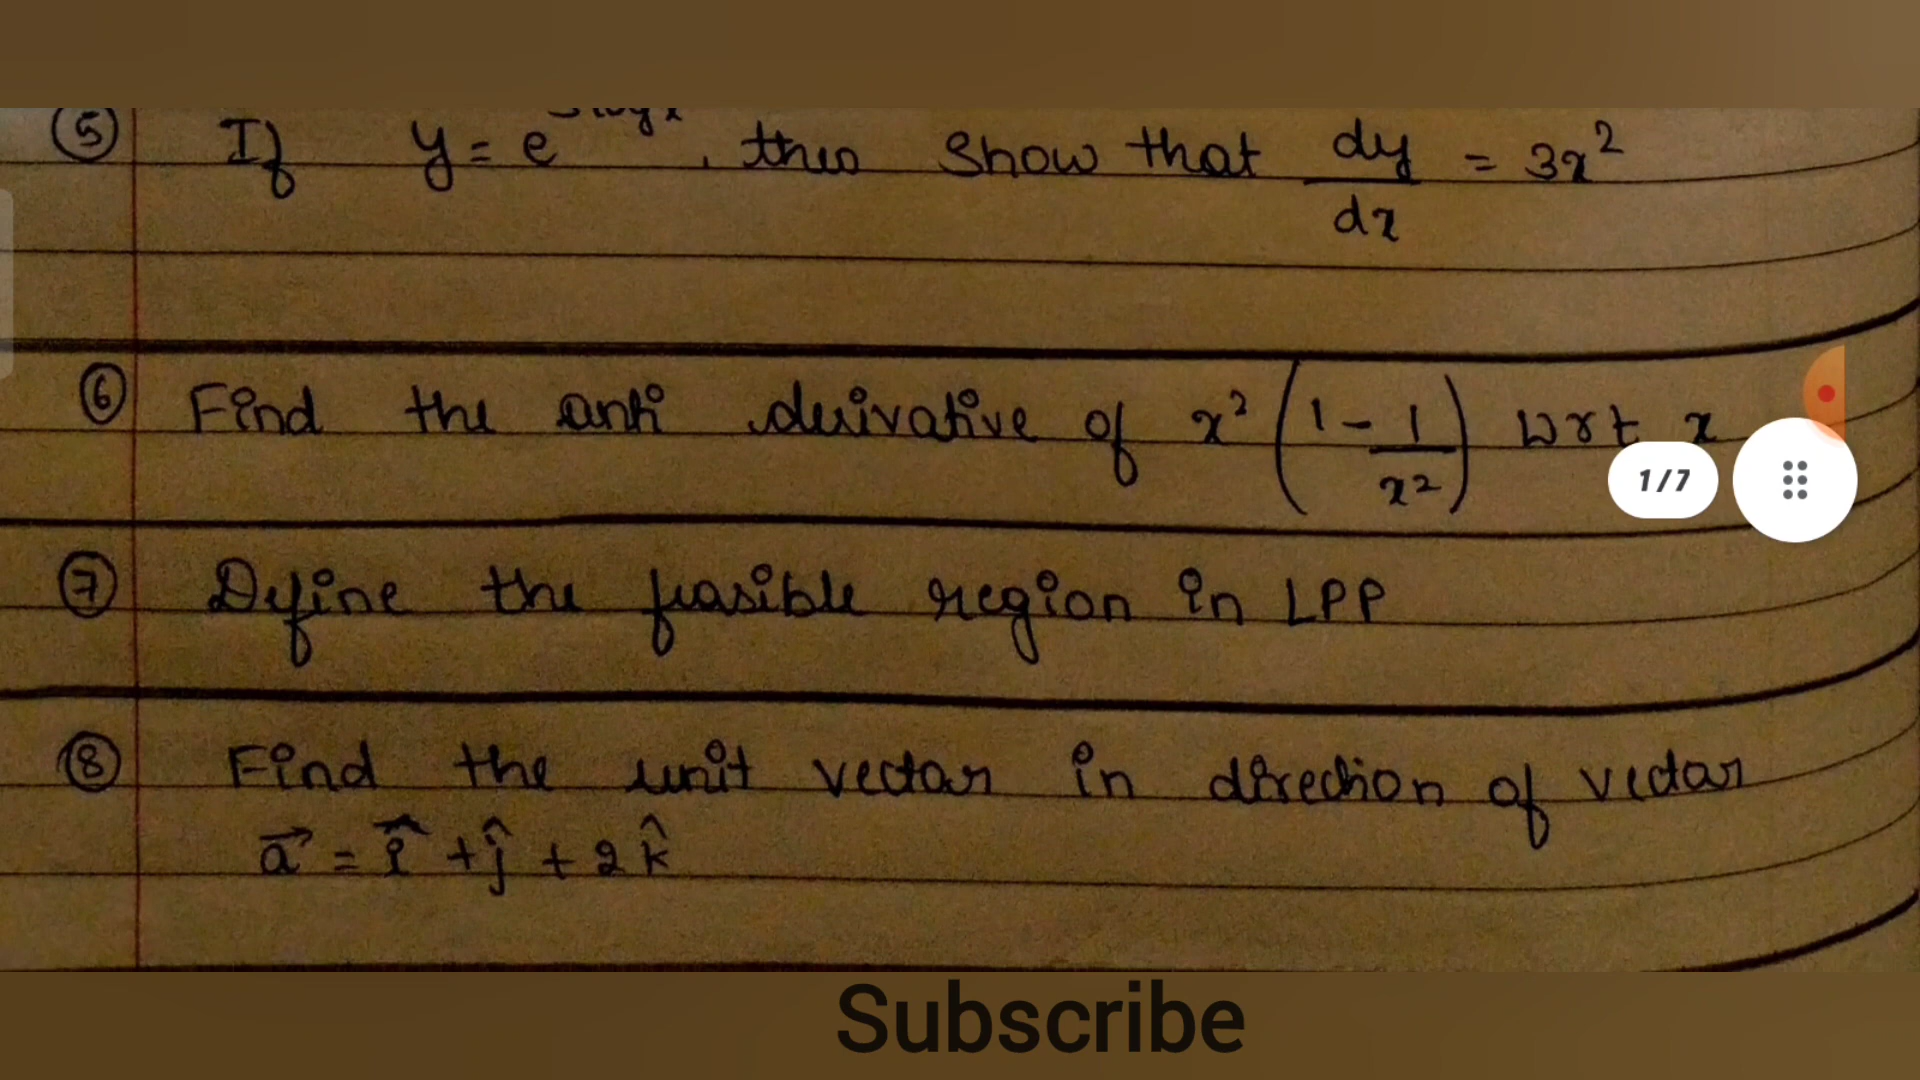 ⑤ If y = e , then Show that dy/dx = 3x²
⑥ Find the anti derivative of x² (1 - 1/x²) wrt x
1/7
⑦ Define the feasible region in LPP
⑧ Find the unit vector in direction of vector
a⃗ = î + ĵ + 2k̂
Subscribe